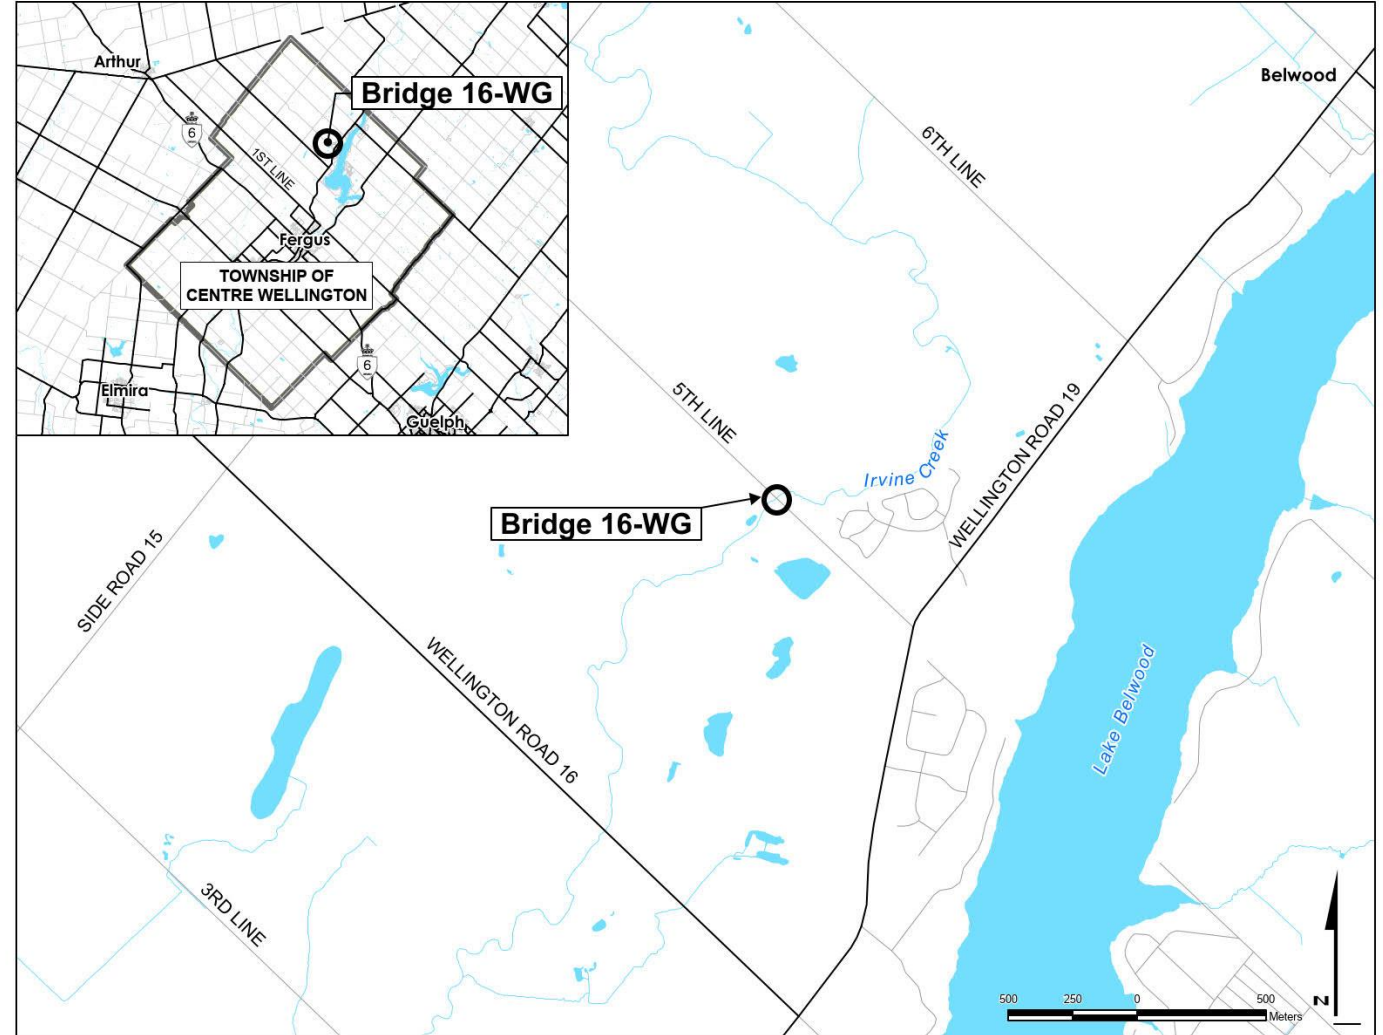 Arthur
Bridge 16-WG
6
1ST LINE
Fergus
TOWNSHIP OF
CENTRE WELLINGTON
6
Elmira
Guelph
Belwood
6TH LINE
5TH LINE
WELLINGTON ROAD 19
Irvine Creek
Bridge 16-WG
SIDE ROAD 15
WELLINGTON ROAD 16
Lake Belwood
3RD LINE
500 250 0 500
Meters
N